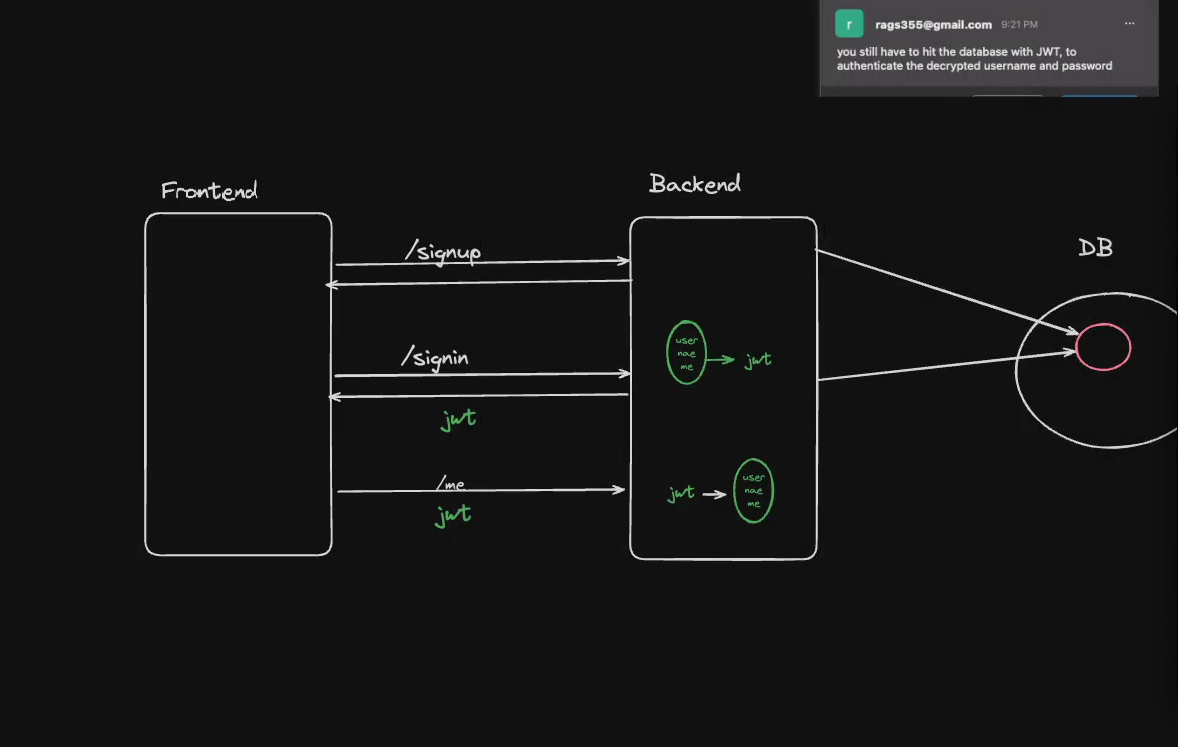 r
rags355@gmail.com 9:21 PM ...
you still have to hit the database with JWT, to
authenticate the decrypted username and password
Frontend
Backend
DB
/signup
/signin
jwt
/me
jwt
user
nae
me
jwt
jwt
user
nae
me